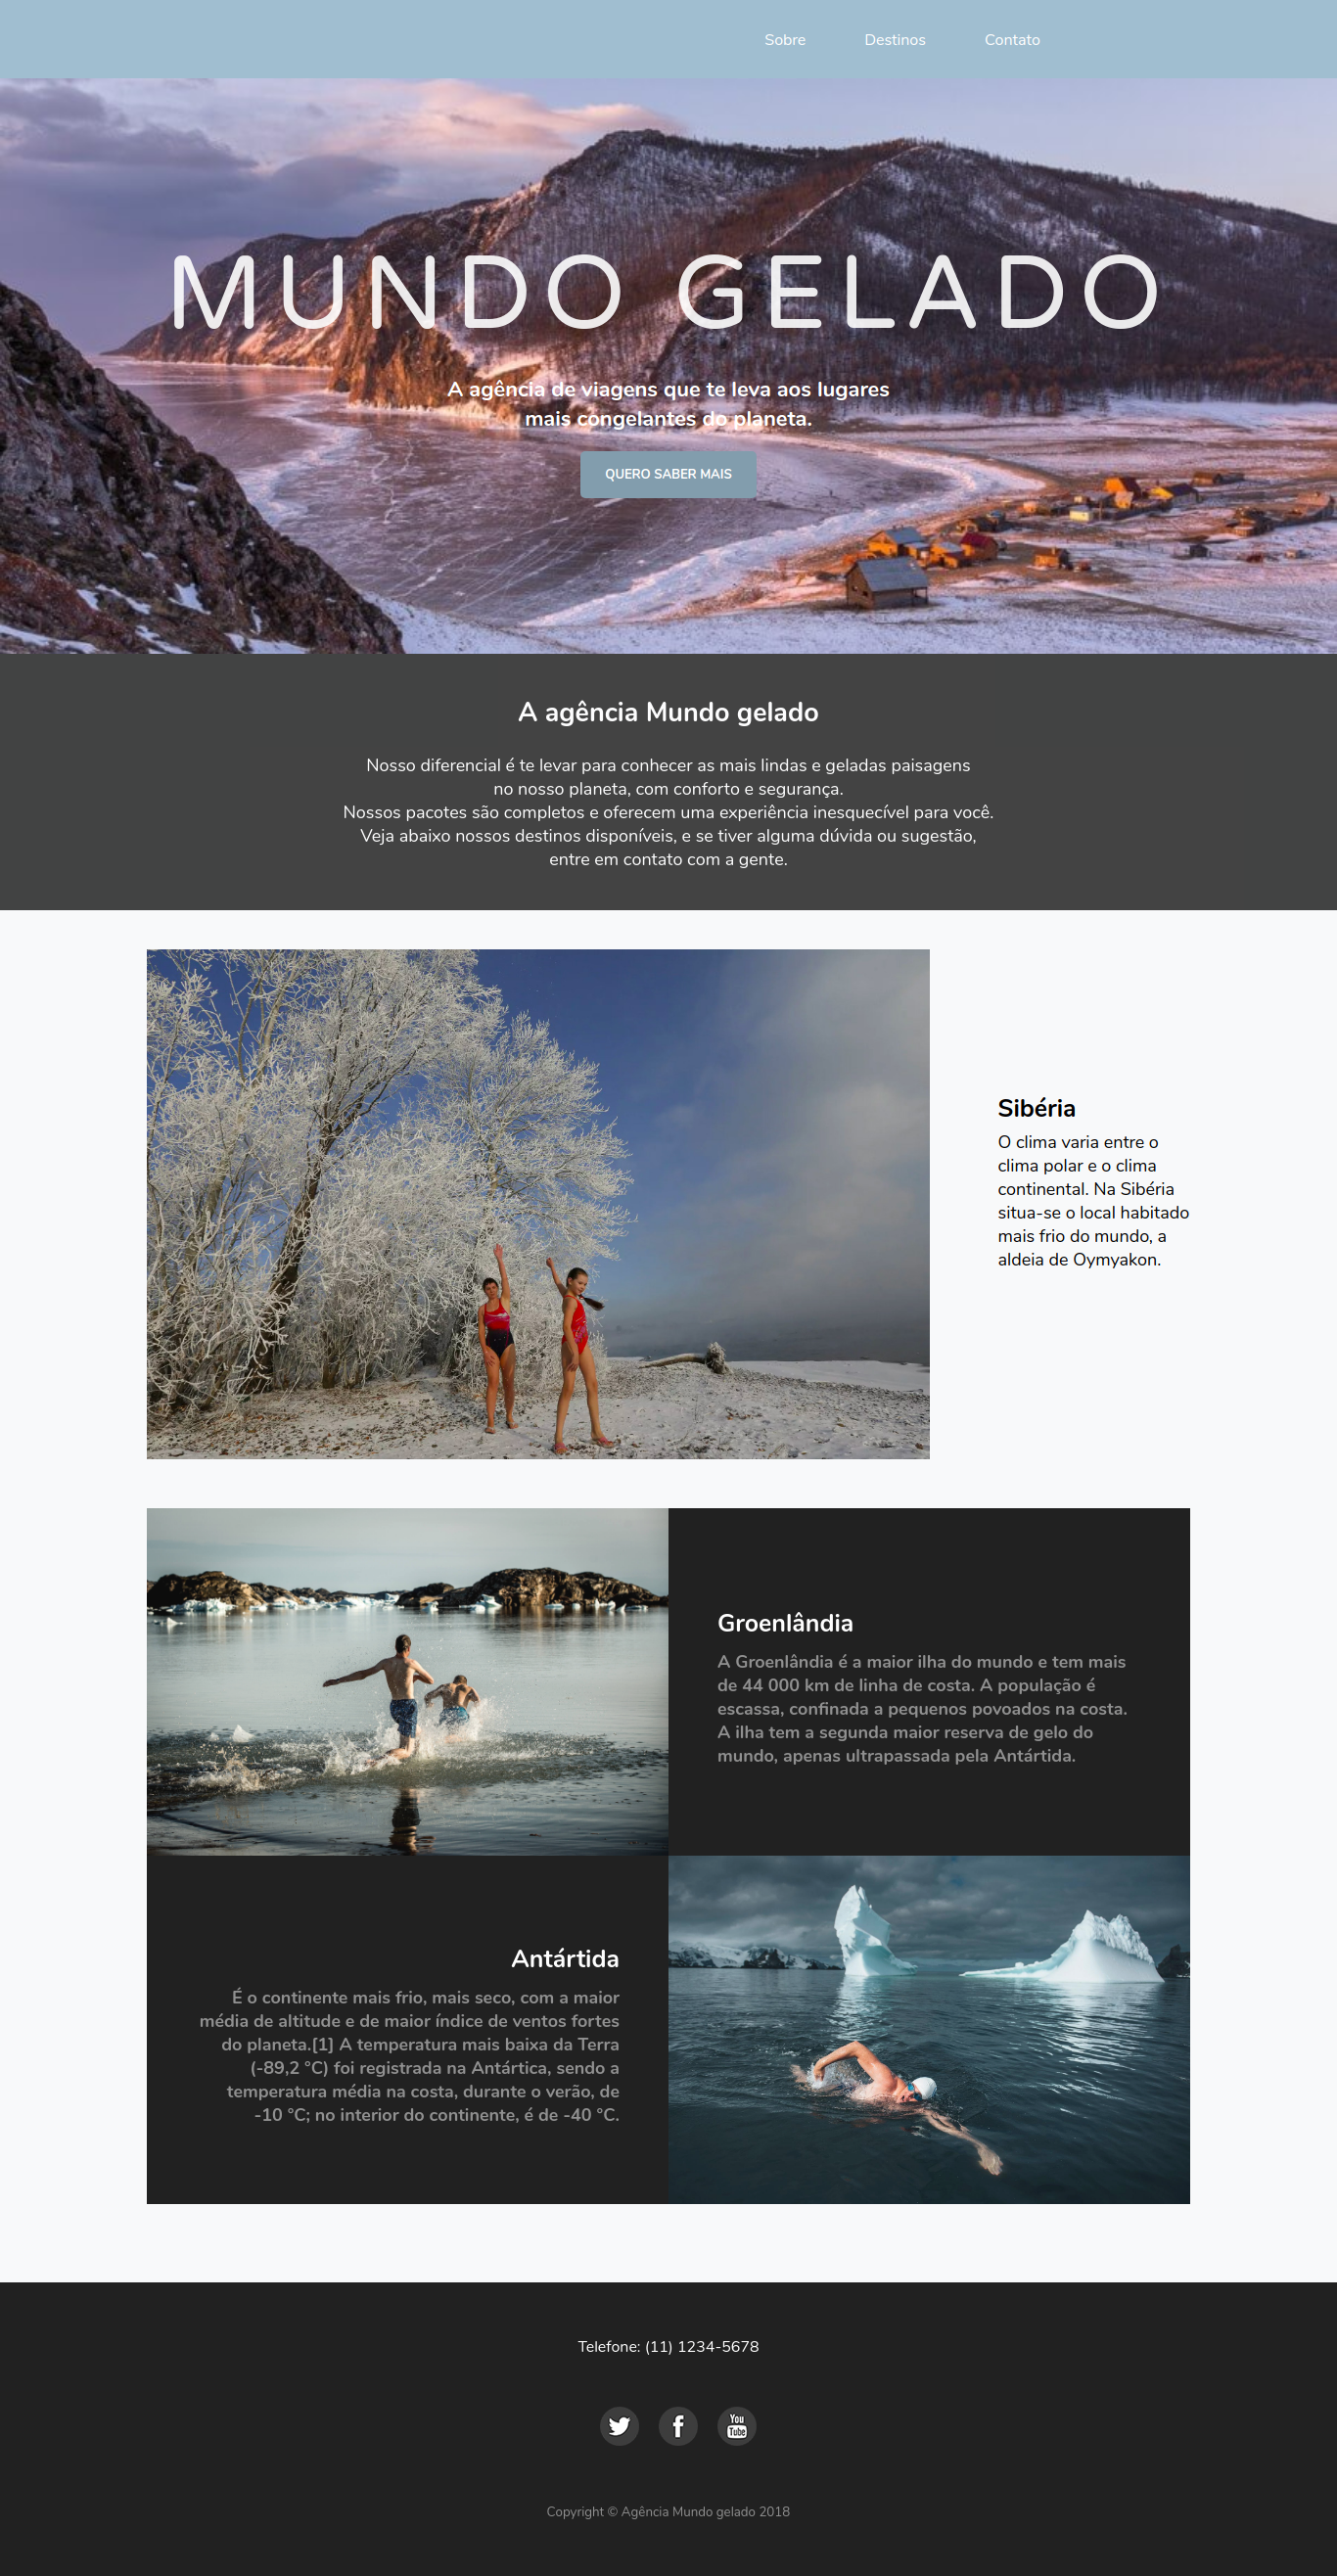 Sobre Destinos Contato
MUNDO GELADO
A agência de viagens que te leva aos lugares
mais congelantes do planeta.
QUERO SABER MAIS
A agência Mundo gelado
Nosso diferencial é te levar para conhecer as mais lindas e geladas paisagens
no nosso planeta, com conforto e segurança.
Nossos pacotes são completos e oferecem uma experiência inesquecível para você.
Veja abaixo nossos destinos disponíveis, e se tiver alguma dúvida ou sugestão,
entre em contato com a gente.
Sibéria
O clima varia entre o
clima polar e o clima
continental. Na Sibéria
situa-se o local habitado
mais frio do mundo, a
aldeia de Oymyakon.
Groenlândia
A Groenlândia é a maior ilha do mundo e tem mais
de 44 000 km de linha de costa. A população é
escassa, confinada a pequenos povoados na costa.
A ilha tem a segunda maior reserva de gelo do
mundo, apenas ultrapassada pela Antártida.
Antártida
É o continente mais frio, mais seco, com a maior
média de altitude e de maior índice de ventos fortes
do planeta.[1] A temperatura mais baixa da Terra
(-89,2 °C) foi registrada na Antártica, sendo a
temperatura média na costa, durante o verão, de
-10 °C; no interior do continente, é de -40 °C.
Telefone: (11) 1234-5678
f
You
Tube
Copyright © Agência Mundo gelado 2018